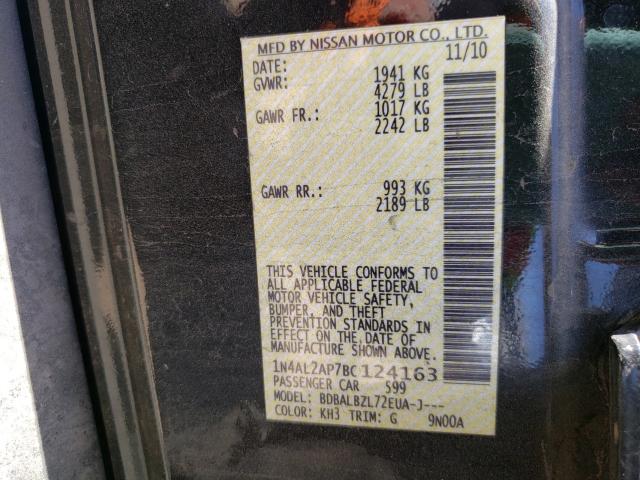 MFD BY NISSAN MOTOR CO., LTD.
DATE: 11/10
GVWR: 1941 KG
4279 LB
GAWR FR.: 1017 KG
2242 LB
GAWR RR.: 993 KG
2189 LB
THIS VEHICLE CONFORMS TO
ALL APPLICABLE FEDERAL
MOTOR VEHICLE SAFETY,
BUMPER, AND THEFT
PREVENTION STANDARDS IN
EFFECT ON THE DATE OF
MANUFACTURE SHOWN ABOVE.
1N4AL2AP7BC124163
PASSENGER CAR 599
MODEL: BDBALBZL72EUA-J---
COLOR: KH3 TRIM: G 9N00A